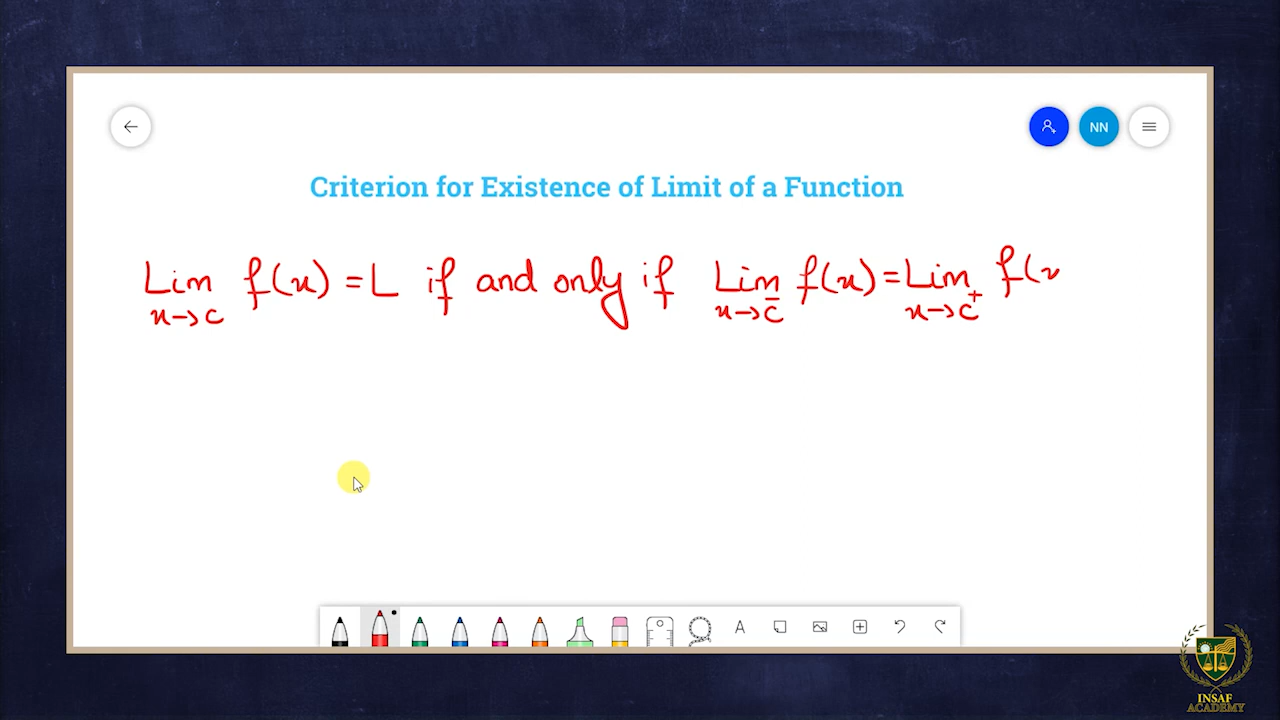 NN
Criterion for Existence of Limit of a Function
Lim f(x) = L if and only if Lim f(x) = Lim f(x
x→c x→c⁻ x→c⁺
A
INSAF
ACADEMY